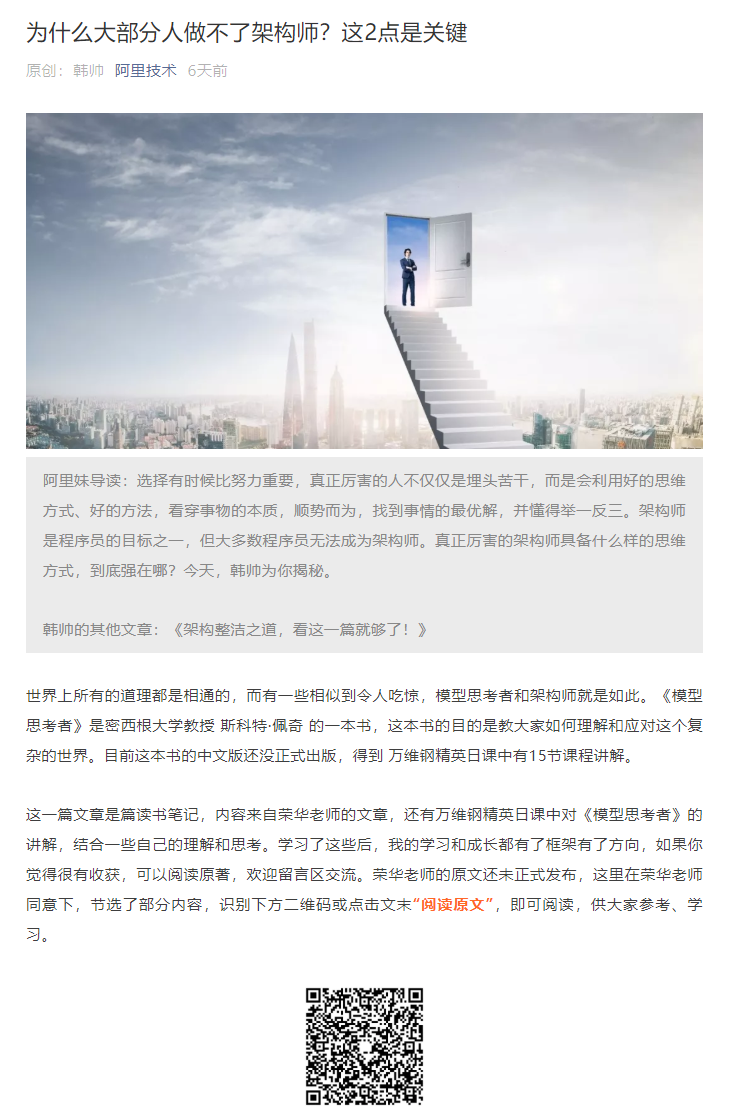 为什么大部分人做不了架构师？这2点是关键
原创：韩帅 阿里技术 6天前
阿里妹导读：选择有时候比努力重要，真正厉害的人不仅仅是埋头苦干，而是会利用好的思维
方式、好的方法，看穿事物的本质，顺势而为，找到事情的最优解，并懂得举一反三。架构师
是程序员的目标之一，但大多数程序员无法成为架构师。真正厉害的架构师具备什么样的思维
方式，到底强在哪？今天，韩帅为你揭秘。
韩帅的其他文章：《架构整洁之道，看这一篇就够了！》
世界上所有的道理都是相通的，而有一些相似到令人吃惊，模型思考者和架构师就是如此。《模型
思考者》是密西根大学教授 斯科特·佩奇 的一本书，这本书的目的是教大家如何理解和应对这个复
杂的世界。目前这本书的中文版还没正式出版，得到 万维钢精英日课中有15节课程讲解。
这一篇文章是篇读书笔记，内容来自荣华老师的文章，还有万维钢精英日课中对《模型思考者》的
讲解，结合一些自己的理解和思考。学习了这些后，我的学习和成长都有了框架有了方向，如果你
觉得很有收获，可以阅读原著，欢迎留言区交流。荣华老师的原文还未正式发布，这里在荣华老师
同意下，节选了部分内容，识别下方二维码或点击文末“阅读原文”，即可阅读，供大家参考、学
习。